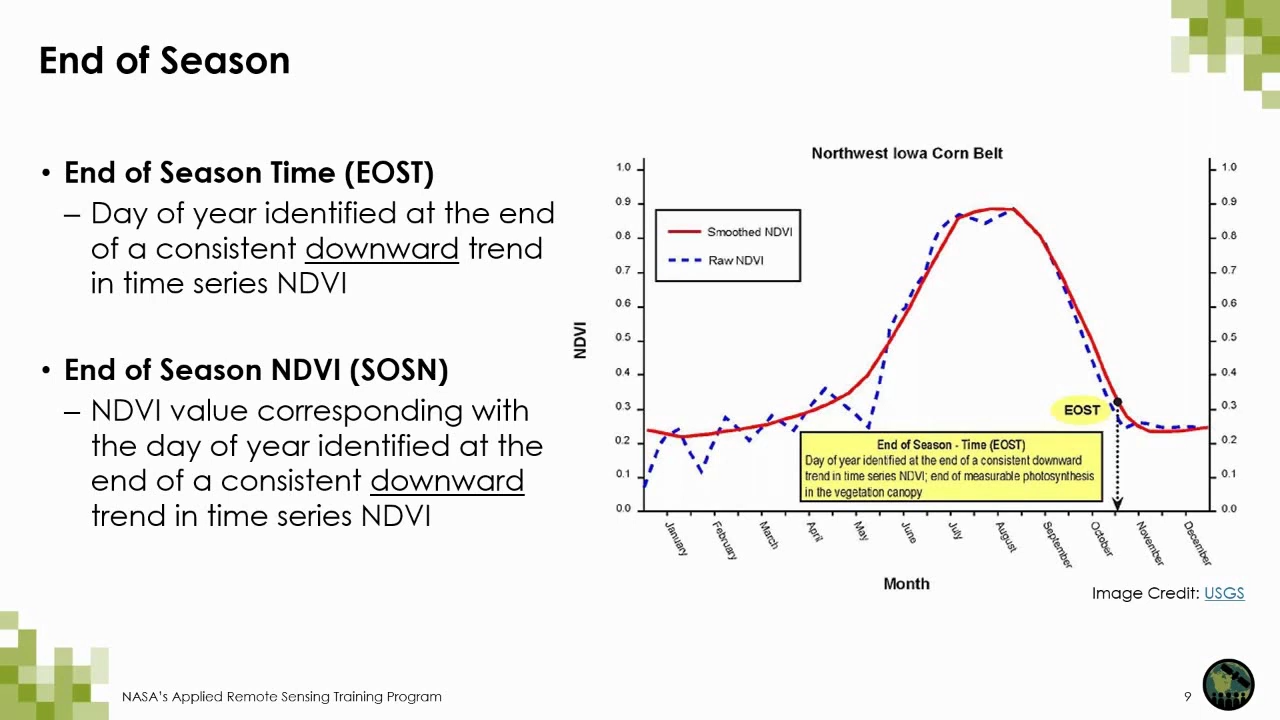 End of Season
• End of Season Time (EOST)
– Day of year identified at the end
of a consistent downward trend
in time series NDVI
• End of Season NDVI (SOSN)
– NDVI value corresponding with
the day of year identified at the
end of a consistent downward
trend in time series NDVI
Northwest Iowa Corn Belt
1.0
0.9
0.8
0.7
0.6
0.5
0.4
0.3
0.2
0.1
0.0
NDVI
Smoothed NDVI
Raw NDVI
EOST
End of Season - Time (EOST)
Day of year identified at the end of a consistent downward
trend in time series NDVI; end of measurable photosynthesis
in the vegetation canopy
1.0
0.9
0.8
0.7
0.6
0.5
0.4
0.3
0.2
0.1
0.0
January
February
March
April
May
June
July
August
September
October
November
December
Month
Image Credit: USGS
NASA's Applied Remote Sensing Training Program
9